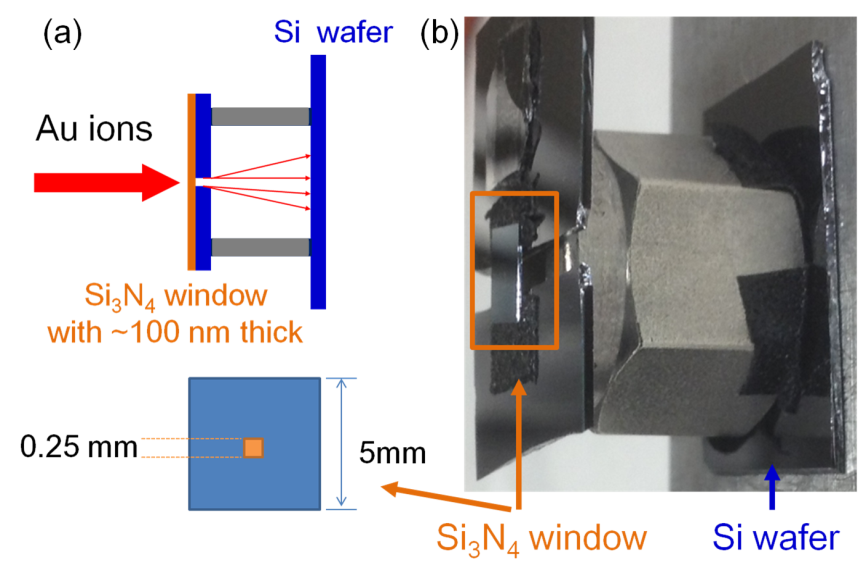 (a)
Si wafer
(b)
Au ions
Si₃N₄ window
with ~100 nm thick
0.25 mm
5mm
Si₃N₄ window
Si wafer